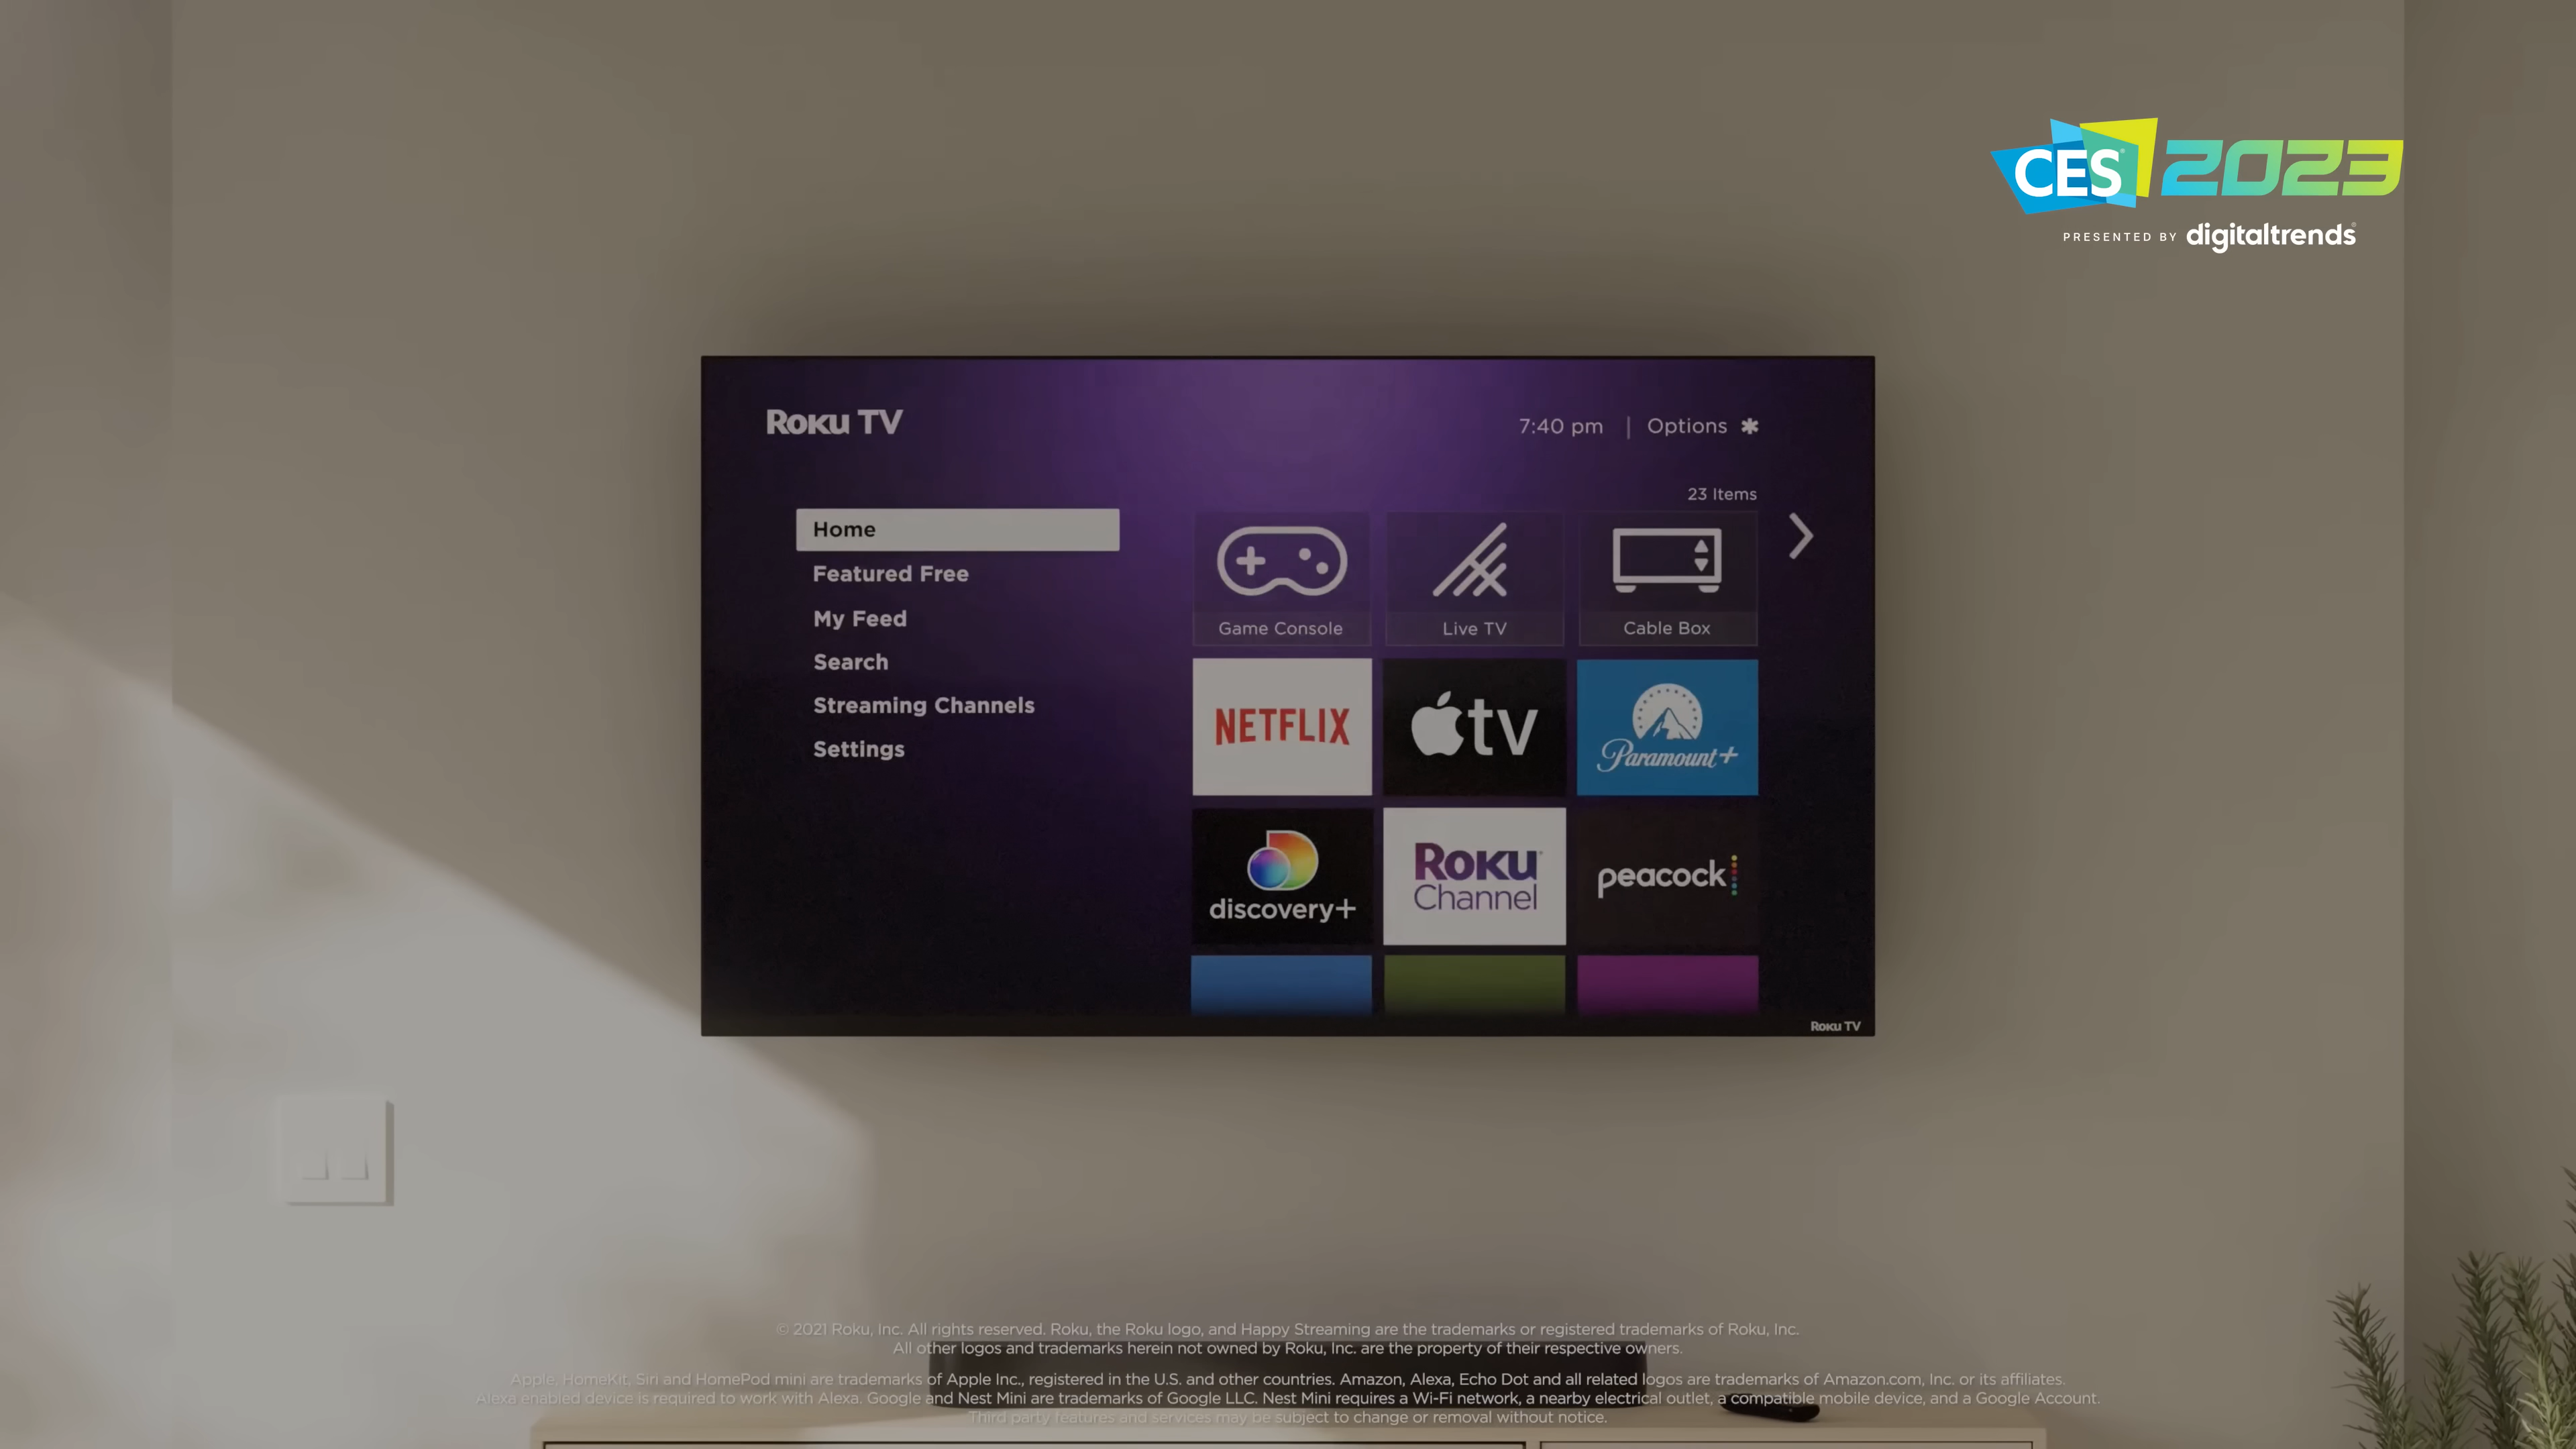 CES® 2023
PRESENTED BY digitaltrends
ROKU TV
7:40 pm | Options ✱
23 Items
Home
Featured Free
My Feed
Search
Streaming Channels
Settings
Game Console
Live TV
Cable Box
NETFLIX
tv
Paramount+
discovery+
ROKU Channel
peacock
ROKU TV
© 2021 Roku, Inc. All rights reserved. Roku, the Roku logo, and Happy Streaming are the trademarks or registered trademarks of Roku, Inc.
All other logos and trademarks herein not owned by Roku, Inc. are the property of their respective owners.
Apple, HomeKit, Siri and HomePod mini are trademarks of Apple Inc., registered in the U.S. and other countries. Amazon, Alexa, Echo Dot and all related logos are trademarks of Amazon.com, Inc. or its affiliates.
Alexa enabled device is required to work with Alexa. Google and Nest Mini are trademarks of Google LLC. Nest Mini requires a Wi-Fi network, a nearby electrical outlet, a compatible mobile device, and a Google Account.
Third party features and services may be subject to change or removal without notice.